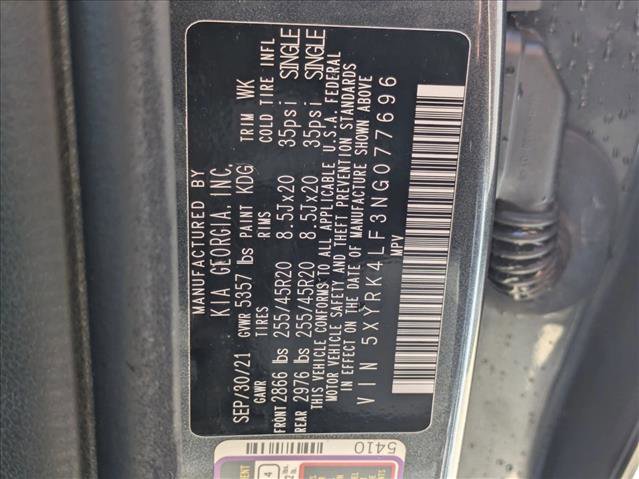 MANUFACTURED BY
KIA GEORGIA, INC.
SEP/30/21 GVWR 5357 lbs PAINT KDG TRIM WK
GAWR TIRES RIMS COLD TIRE INFL
FRONT 2866 lbs 255/45R20 8.5Jx20 35psi SINGLE
REAR 2976 lbs 255/45R20 8.5Jx20 35psi SINGLE
THIS VEHICLE CONFORMS TO ALL APPLICABLE U.S.A. FEDERAL
MOTOR VEHICLE SAFETY AND THEFT PREVENTION STANDARDS
IN EFFECT ON THE DATE OF MANUFACTURE SHOWN ABOVE
VIN 5XYRK4LF3NG077696
MPV
5410